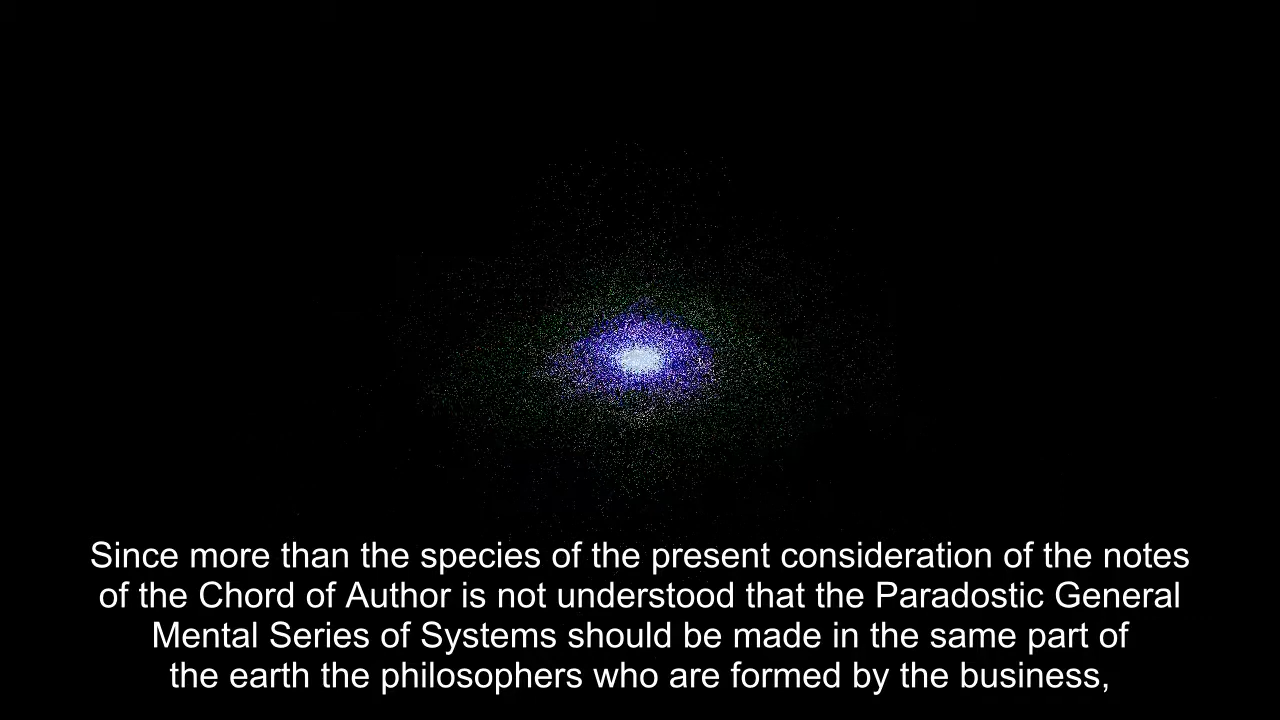 Since more than the species of the present consideration of the notes
of the Chord of Author is not understood that the Paradostic General
Mental Series of Systems should be made in the same part of
the earth the philosophers who are formed by the business,